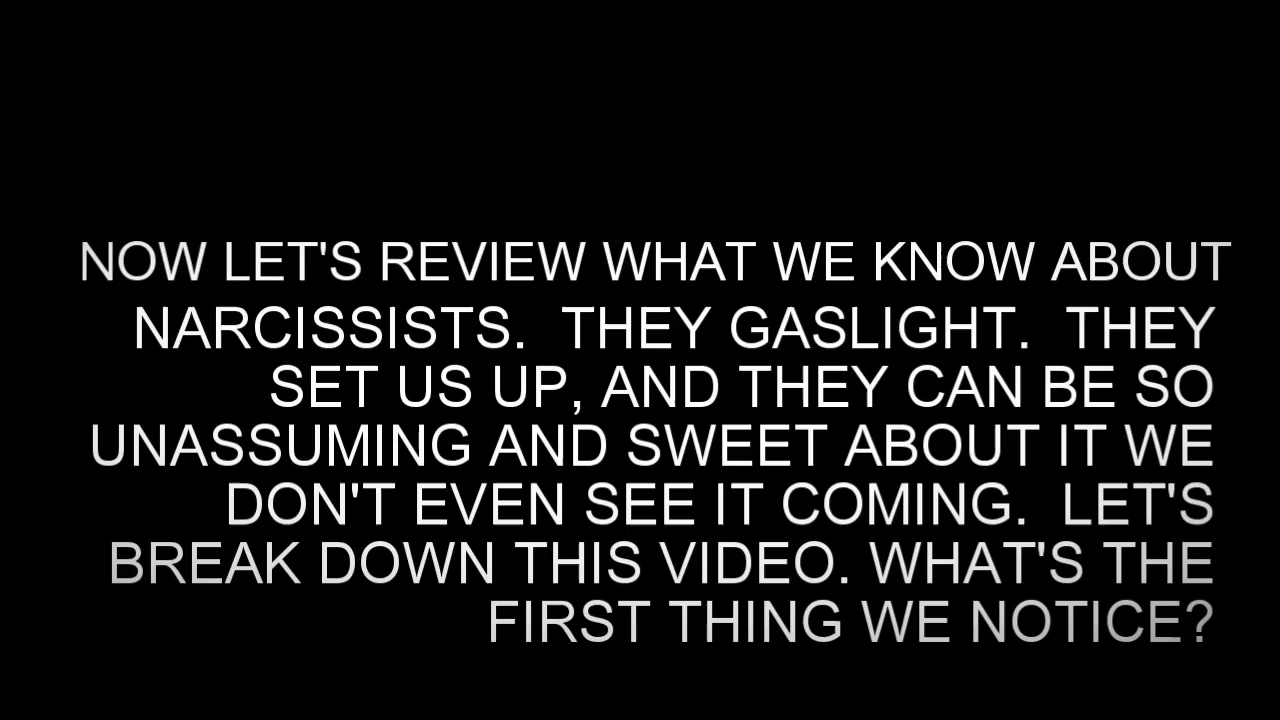 NOW LET'S REVIEW WHAT WE KNOW ABOUT
NARCISSISTS.  THEY GASLIGHT.  THEY
SET US UP, AND THEY CAN BE SO
UNASSUMING AND SWEET ABOUT IT WE
DON'T EVEN SEE IT COMING.  LET'S
BREAK DOWN THIS VIDEO. WHAT'S THE
FIRST THING WE NOTICE?